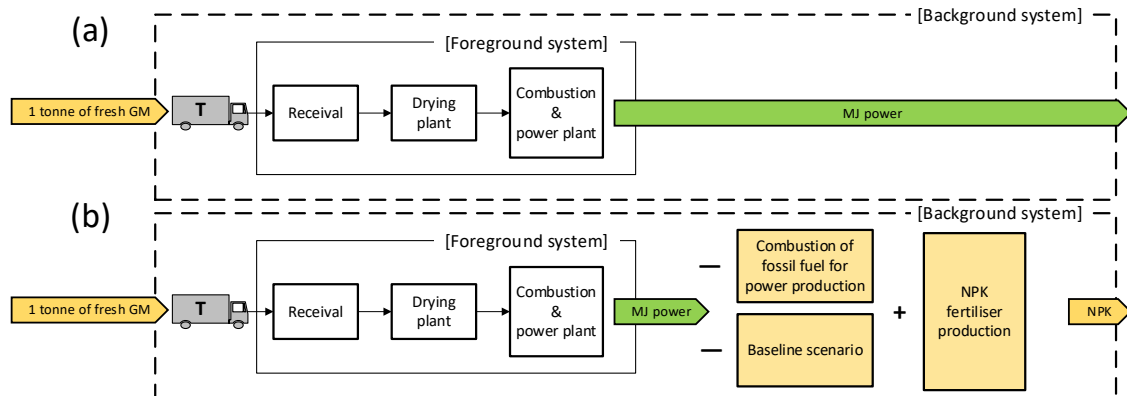 (a)
[Background system]
[Foreground system]
1 tonne of fresh GM
T
Receival
Drying
plant
Combustion
&
power plant
MJ power
(b)
[Background system]
[Foreground system]
1 tonne of fresh GM
T
Receival
Drying
plant
Combustion
&
power plant
MJ power
—
Combustion of
fossil fuel for
power production
—
Baseline scenario
+
NPK
fertiliser
production
NPK